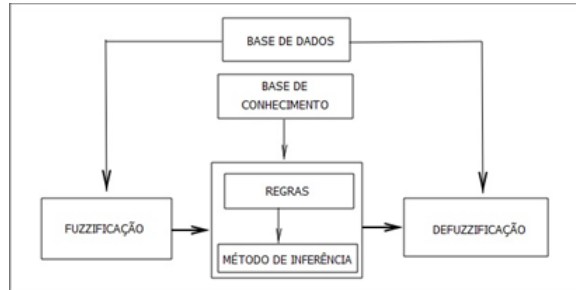 BASE DE DADOS
BASE DE
CONHECIMENTO
REGRAS
FUZZIFICAÇÃO
DEFUZZIFICAÇÃO
MÉTODO DE INFERÊNCIA